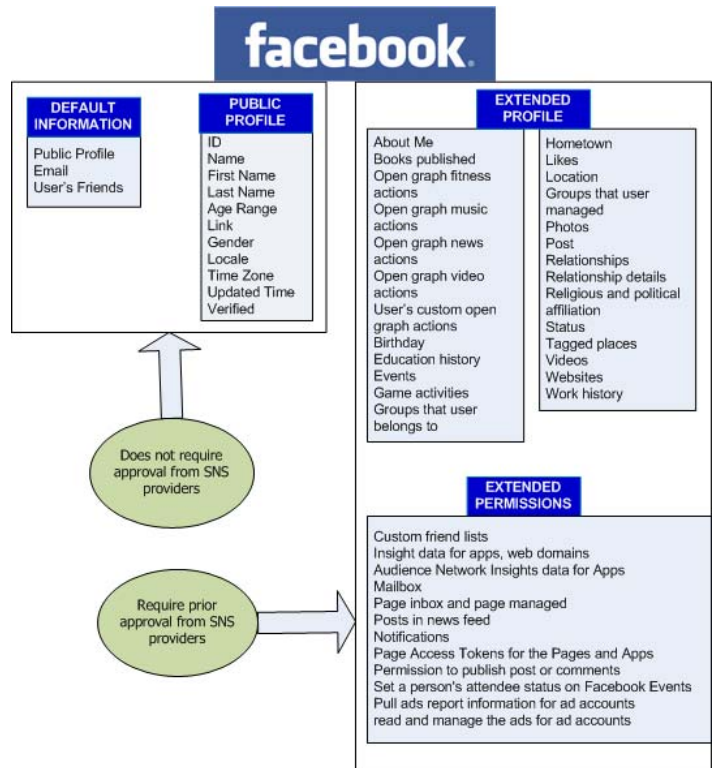 facebook.
DEFAULT
INFORMATION
Public Profile
Email
User's Friends
PUBLIC
PROFILE
ID
Name
First Name
Last Name
Age Range
Link
Gender
Locale
Time Zone
Updated Time
Verified
Does not require
approval from SNS
providers
Require prior
approval from SNS
providers
EXTENDED
PROFILE
About Me
Books published
Open graph fitness
actions
Open graph music
actions
Open graph news
actions
Open graph video
actions
User's custom open
graph actions
Birthday
Education history
Events
Game activities
Groups that user
belongs to
Hometown
Likes
Location
Groups that user
managed
Photos
Post
Relationships
Relationship details
Religious and political
affiliation
Status
Tagged places
Videos
Websites
Work history
EXTENDED
PERMISSIONS
Custom friend lists
Insight data for apps, web domains
Audience Network Insights data for Apps
Mailbox
Page inbox and page managed
Posts in news feed
Notifications
Page Access Tokens for the Pages and Apps
Permission to publish post or comments
Set a person's attendee status on Facebook Events
Pull ads report information for ad accounts
read and manage the ads for ad accounts